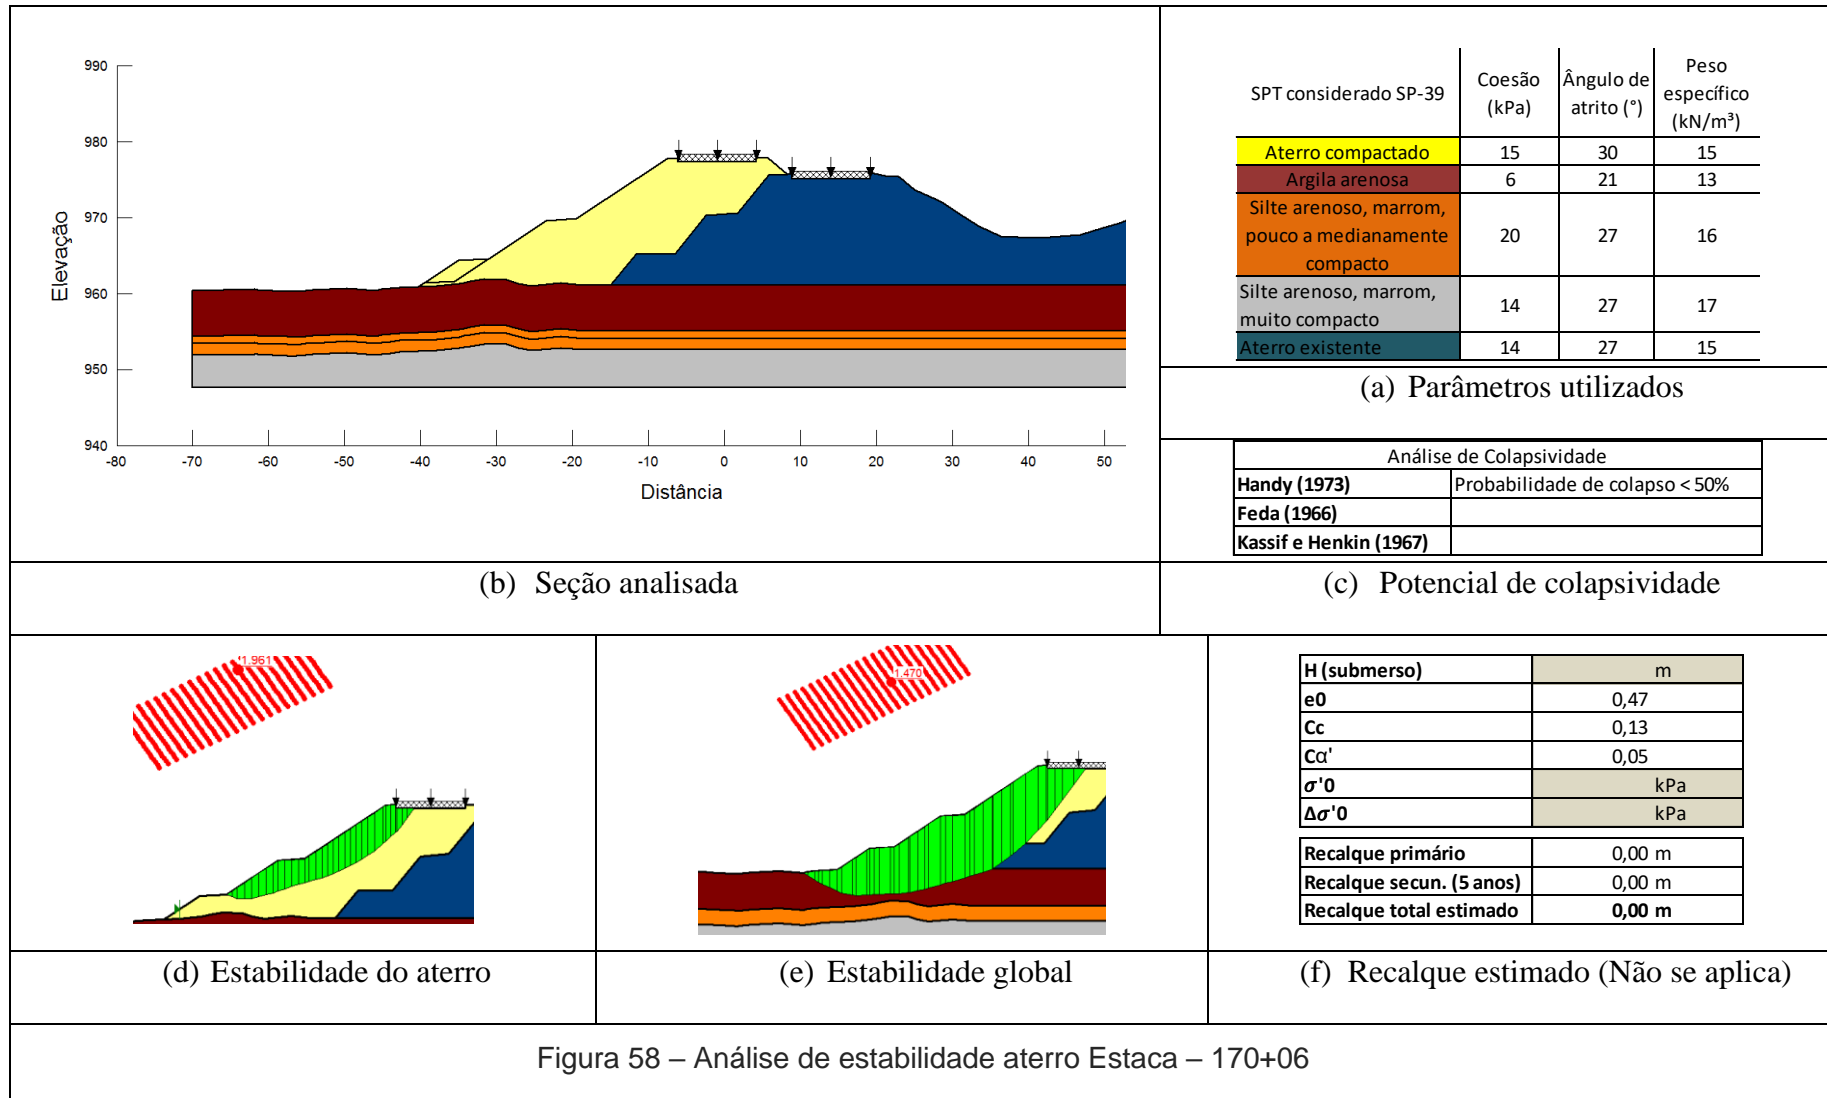 990
980
970
960
950
940
Elevação
-80 -70 -60 -50 -40 -30 -20 -10 0 10 20 30 40 50
Distância
(b) Seção analisada
SPT considerado SP-39 Coesão (kPa) Ângulo de atrito (°) Peso específico (kN/m³)
Aterro compactado 15 30 15
Argila arenosa 6 21 13
Silte arenoso, marrom,
pouco a medianamente 20 27 16
compacto
Silte arenoso, marrom,
muito compacto 14 27 17
Aterro existente 14 27 15
(a) Parâmetros utilizados
Análise de Colapsividade
Handy (1973) Probabilidade de colapso < 50%
Feda (1966)
Kassif e Henkin (1967)
(c) Potencial de colapsividade
1.961
(d) Estabilidade do aterro
1.470
(e) Estabilidade global
H (submerso) m
e0 0,47
Cc 0,13
Cα' 0,05
σ'0 kPa
Δσ'0 kPa
Recalque primário 0,00 m
Recalque secun. (5 anos) 0,00 m
Recalque total estimado 0,00 m
(f) Recalque estimado (Não se aplica)
Figura 58 – Análise de estabilidade aterro Estaca – 170+06